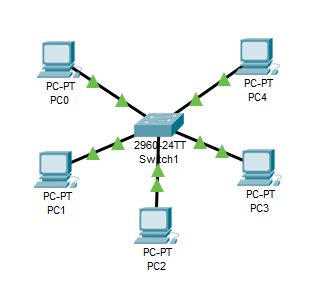 PC-PT
PC0
PC-PT
PC4
2960-24TT
Switch1
PC-PT
PC1
PC-PT
PC3
PC-PT
PC2